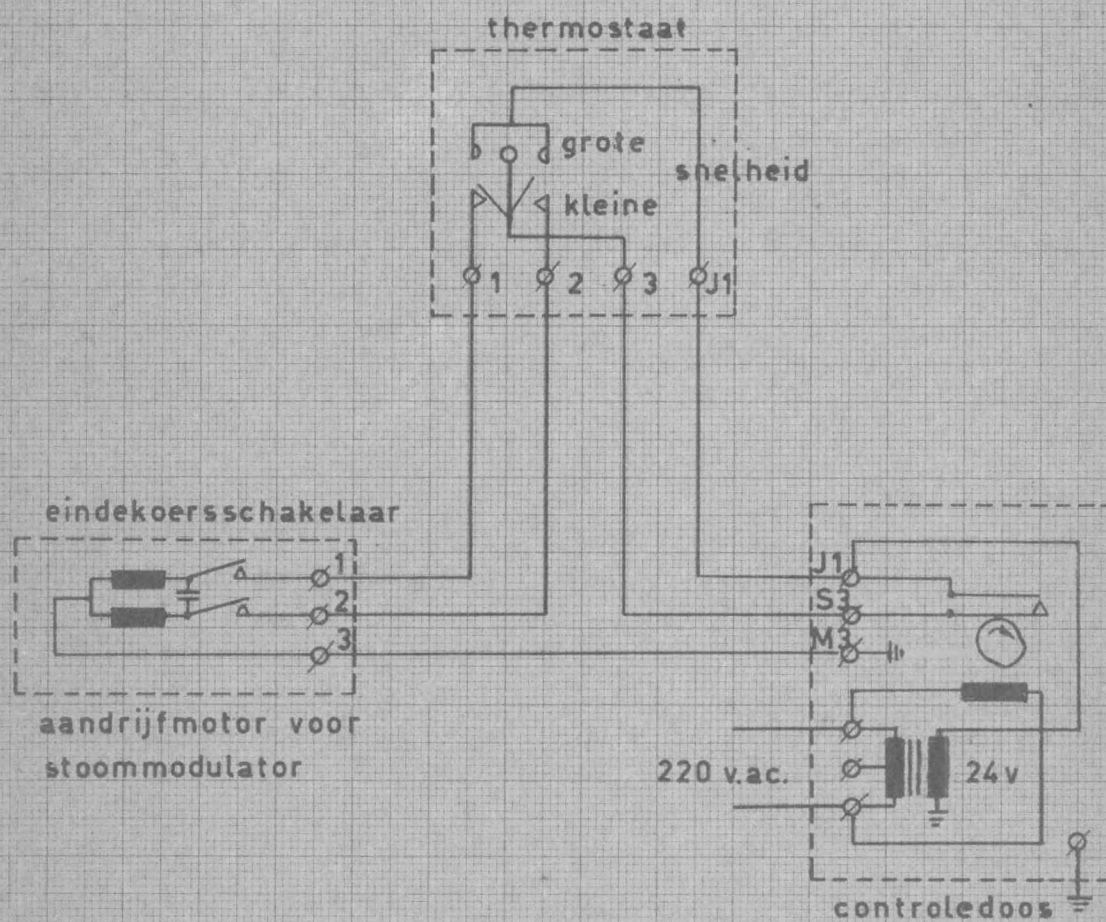 thermostaat
grote
snelheid
kleine
1 2 3 J1
eindekoersschakelaar
1
2
3
J1
S3
M3
aandrijfmotor voor
stoommodulator
220 v.ac.
24v
controledoos